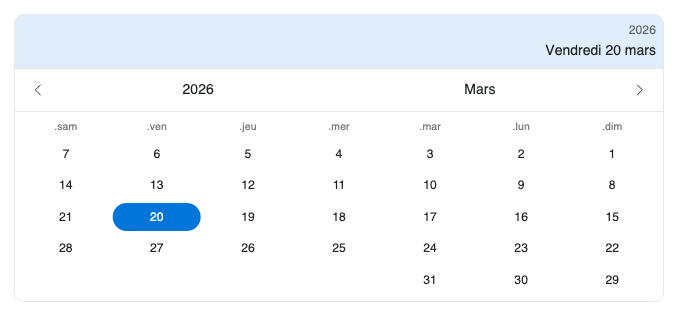 2026
Vendredi 20 mars
2026 Mars
.sam .ven .jeu .mer .mar .lun .dim
7 6 5 4 3 2 1
14 13 12 11 10 9 8
21 20 19 18 17 16 15
28 27 26 25 24 23 22
31 30 29